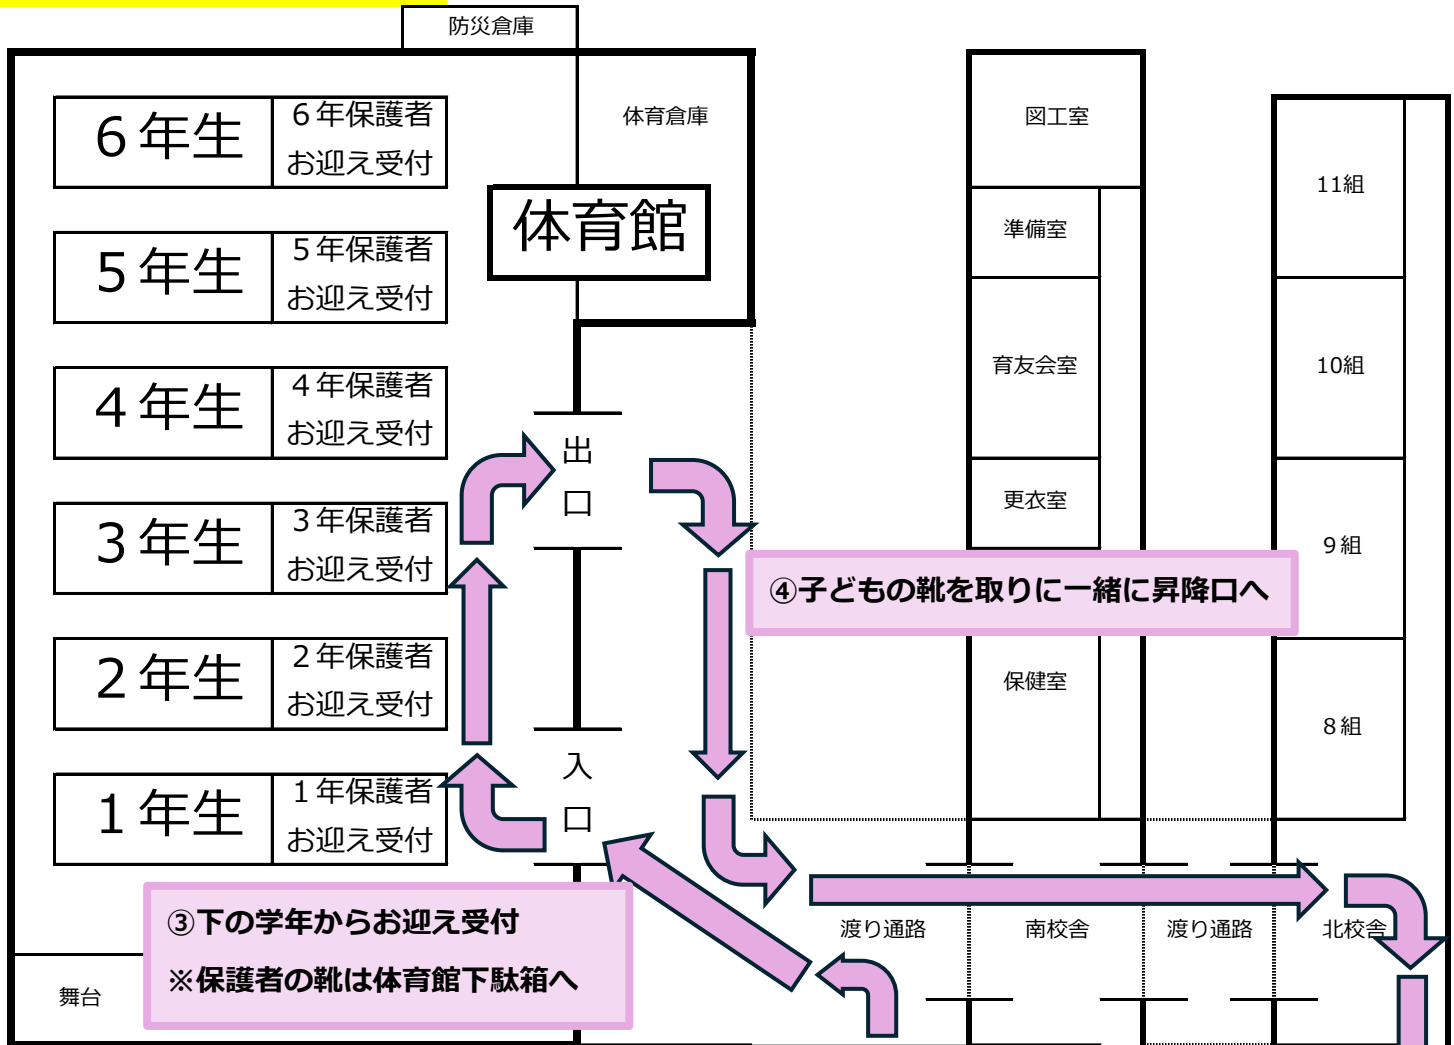 防災倉庫
6年生
6年保護者
お迎え受付
体育倉庫
体育館
5年生
5年保護者
お迎え受付
4年生
4年保護者
お迎え受付
3年生
3年保護者
お迎え受付
2年生
2年保護者
お迎え受付
1年生
1年保護者
お迎え受付
出
口
入
口
図工室
準備室
育友会室
更衣室
保健室
11組
10組
9組
8組
④子どもの靴を取りに一緒に昇降口へ
③下の学年からお迎え受付
※保護者の靴は体育館下駄箱へ
舞台
渡り通路
南校舎
渡り通路
北校舎